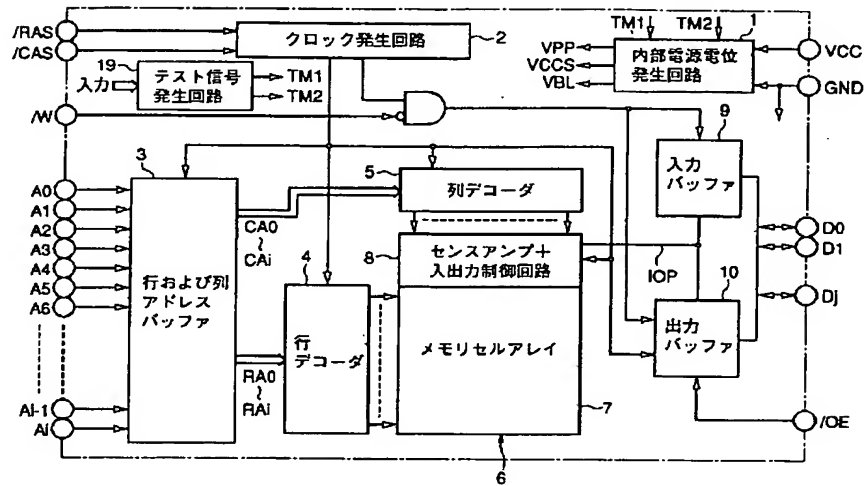 /RAS
/CAS
クロック発生回路
2
TM1
TM2
1
VPP
VCCS
VBL
内部電源電位
発生回路
VCC
GND
19
入力
テスト信号
発生回路
TM1
TM2
/W
9
入力
バッファ
3
5
列デコーダ
A0
A1
A2
A3
A4
A5
A6
Ai-1
Ai
行および列
アドレス
バッファ
CA0
~
CAi
RA0
~
RAi
4
行
デコーダ
8
センスアンプ+
入出力制御回路
メモリセルアレイ
7
6
IOP
10
出力
バッファ
D0
D1
Dj
/OE